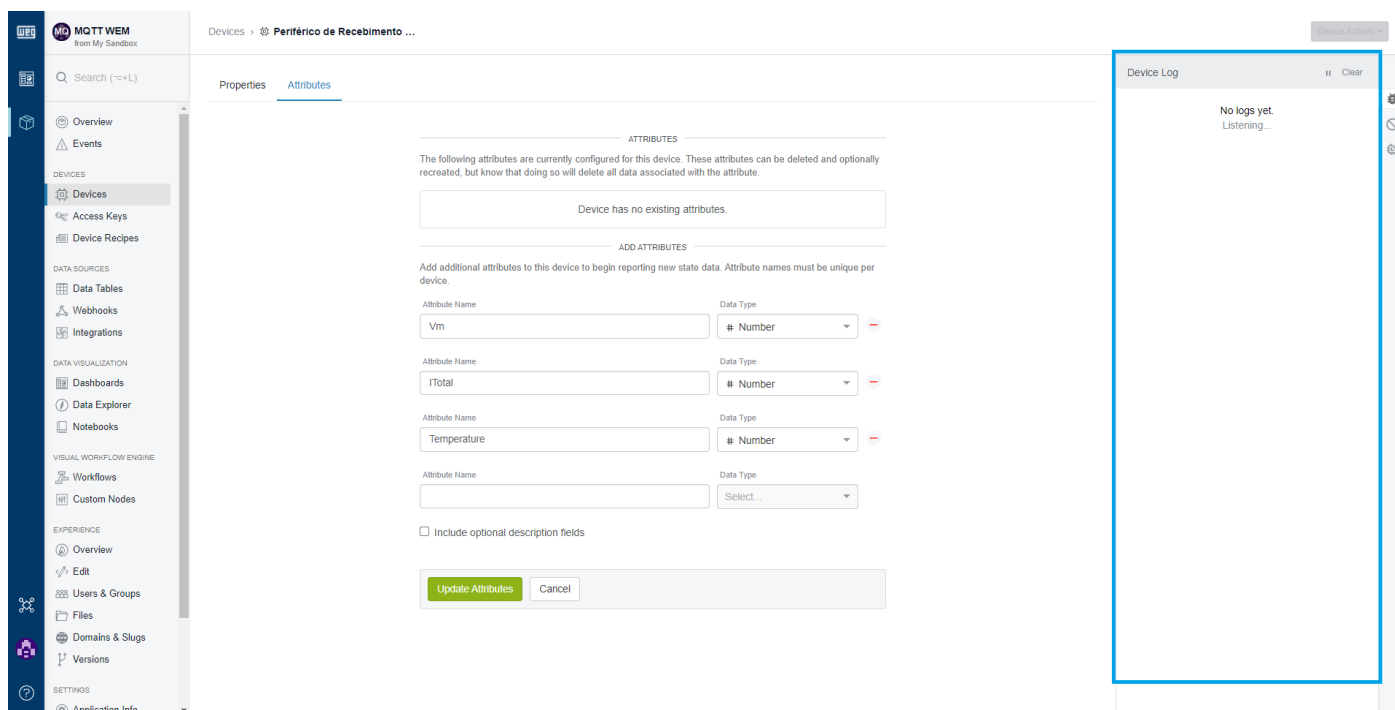 weg
MQ
MQTT WEM
from My Sandbox
Devices › Periférico de Recebimento ...
Device Actions
Search (⌥+L)
Properties
Attributes
Device Log
Clear
No logs yet.
Listening...
Overview
Events
DEVICES
Devices
Access Keys
Device Recipes
DATA SOURCES
Data Tables
Webhooks
Integrations
DATA VISUALIZATION
Dashboards
Data Explorer
Notebooks
VISUAL WORKFLOW ENGINE
Workflows
Custom Nodes
EXPERIENCE
Overview
Edit
Users & Groups
Files
Domains & Slugs
Versions
SETTINGS
Application Info
ATTRIBUTES
The following attributes are currently configured for this device. These attributes can be deleted and optionally
recreated, but know that doing so will delete all data associated with the attribute.
Device has no existing attributes.
ADD ATTRIBUTES
Add additional attributes to this device to begin reporting new state data. Attribute names must be unique per
device.
Attribute Name
Data Type
Vm
# Number
Attribute Name
Data Type
ITotal
# Number
Attribute Name
Data Type
Temperature
# Number
Attribute Name
Data Type
Select...
Include optional description fields
Update Attributes
Cancel